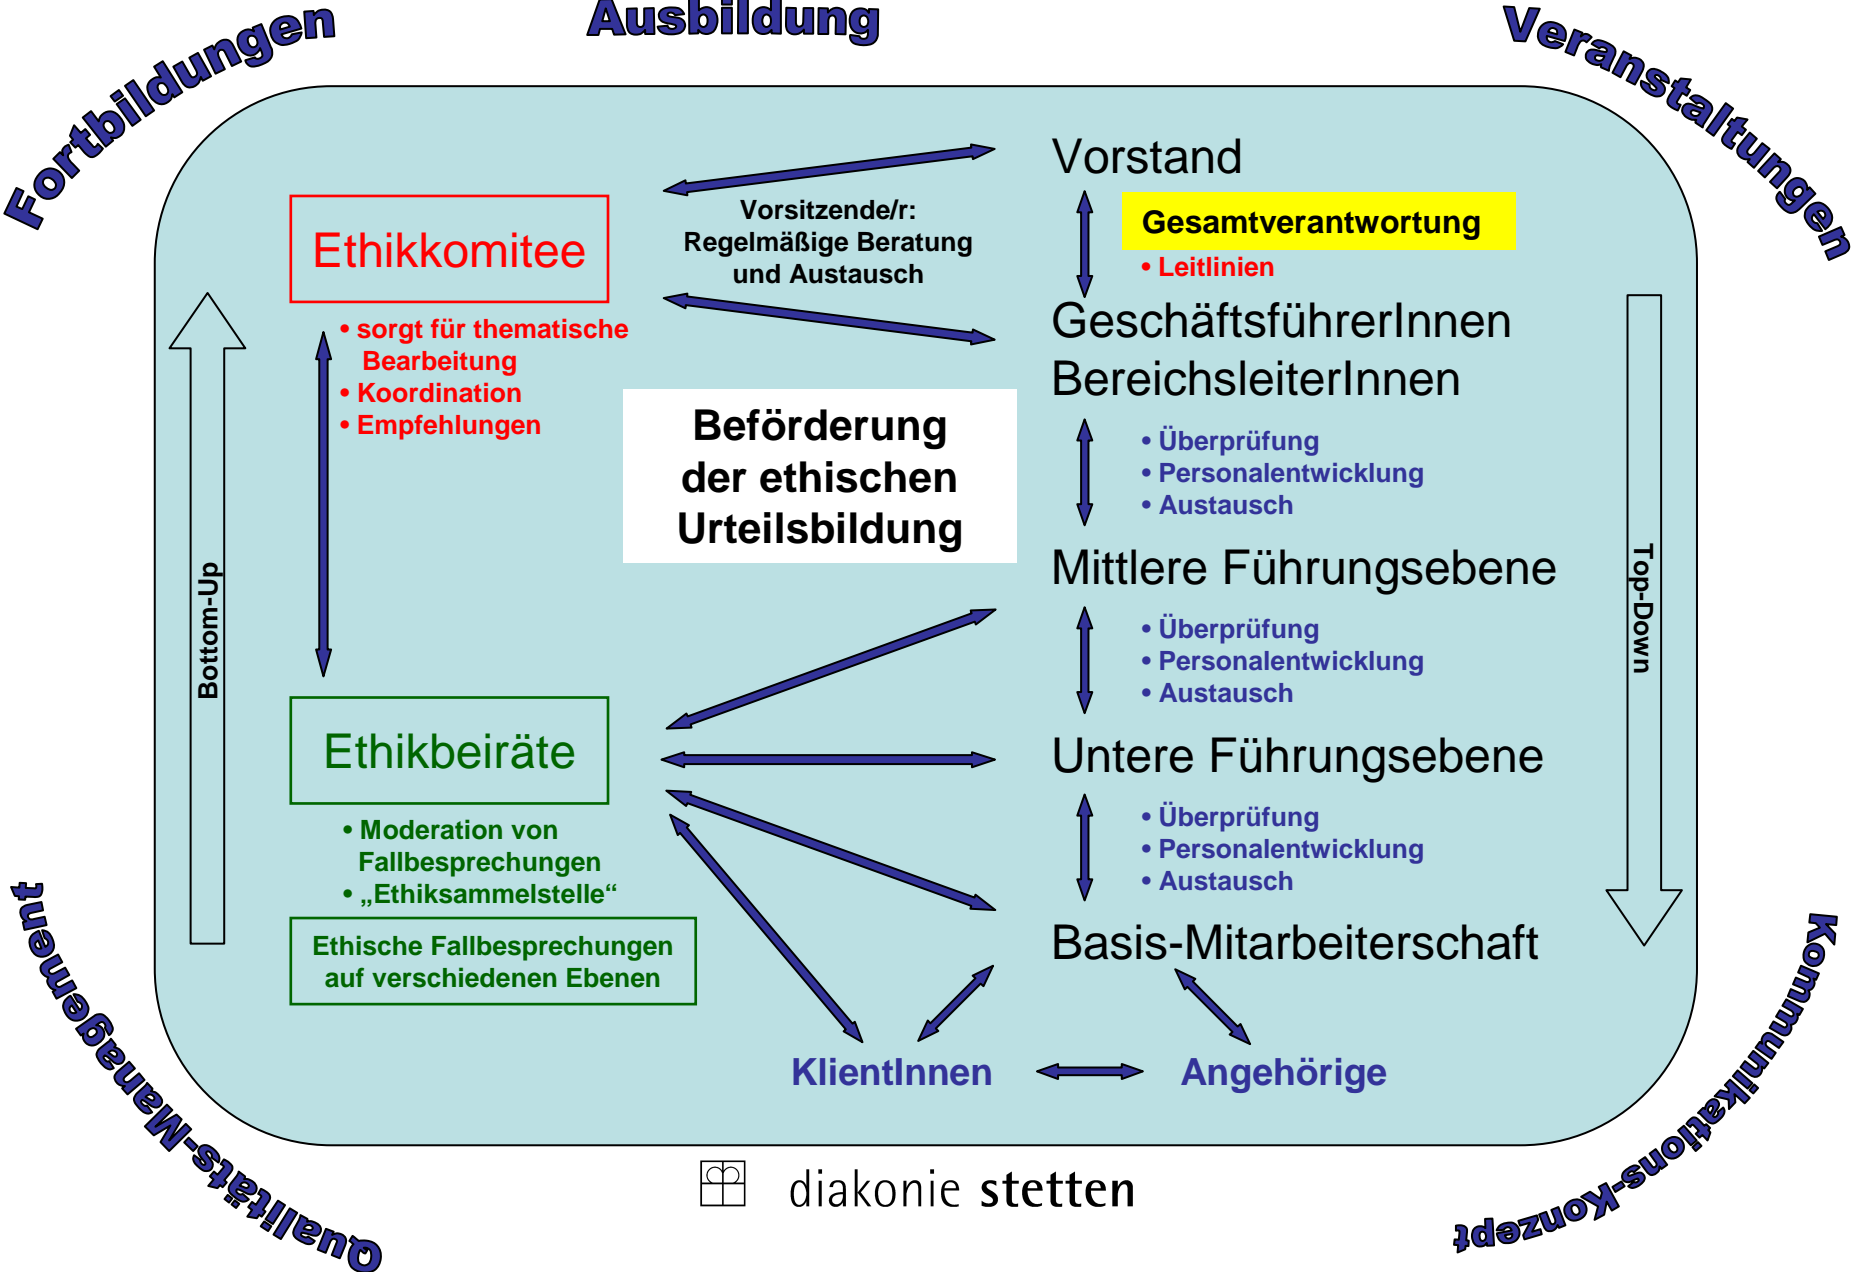 Fortbildungen
Ausbildung
Veranstaltungen
Vorstand
Vorsitzende/r:
Regelmäßige Beratung
und Austausch
Gesamtverantwortung
• Leitlinien
Ethikkomitee
• sorgt für thematische
Bearbeitung
• Koordination
• Empfehlungen
GeschäftsführerInnen
BereichsleiterInnen
Beförderung
der ethischen
Urteilsbildung
• Überprüfung
• Personalentwicklung
• Austausch
Mittlere Führungsebene
Bottom-Up
Top-Down
• Überprüfung
• Personalentwicklung
• Austausch
Ethikbeiräte
Untere Führungsebene
• Moderation von
Fallbesprechungen
• „Ethiksammelstelle“
• Überprüfung
• Personalentwicklung
• Austausch
Ethische Fallbesprechungen
auf verschiedenen Ebenen
Basis-Mitarbeiterschaft
KlientInnen
Angehörige
Qualitäts-Management
Kommunikations-Konzept
diakonie stetten